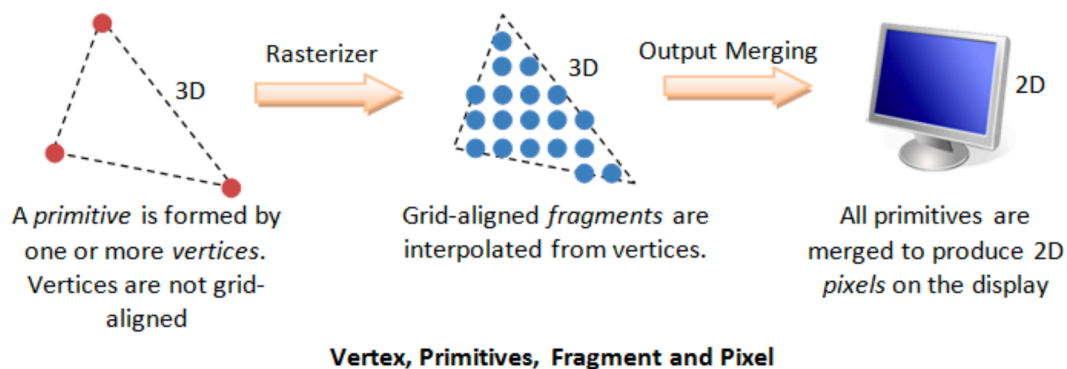 3D
Rasterizer
3D
Output Merging
2D
A primitive is formed by
one or more vertices.
Vertices are not grid-
aligned
Grid-aligned fragments are
interpolated from vertices.
All primitives are
merged to produce 2D
pixels on the display
Vertex, Primitives, Fragment and Pixel